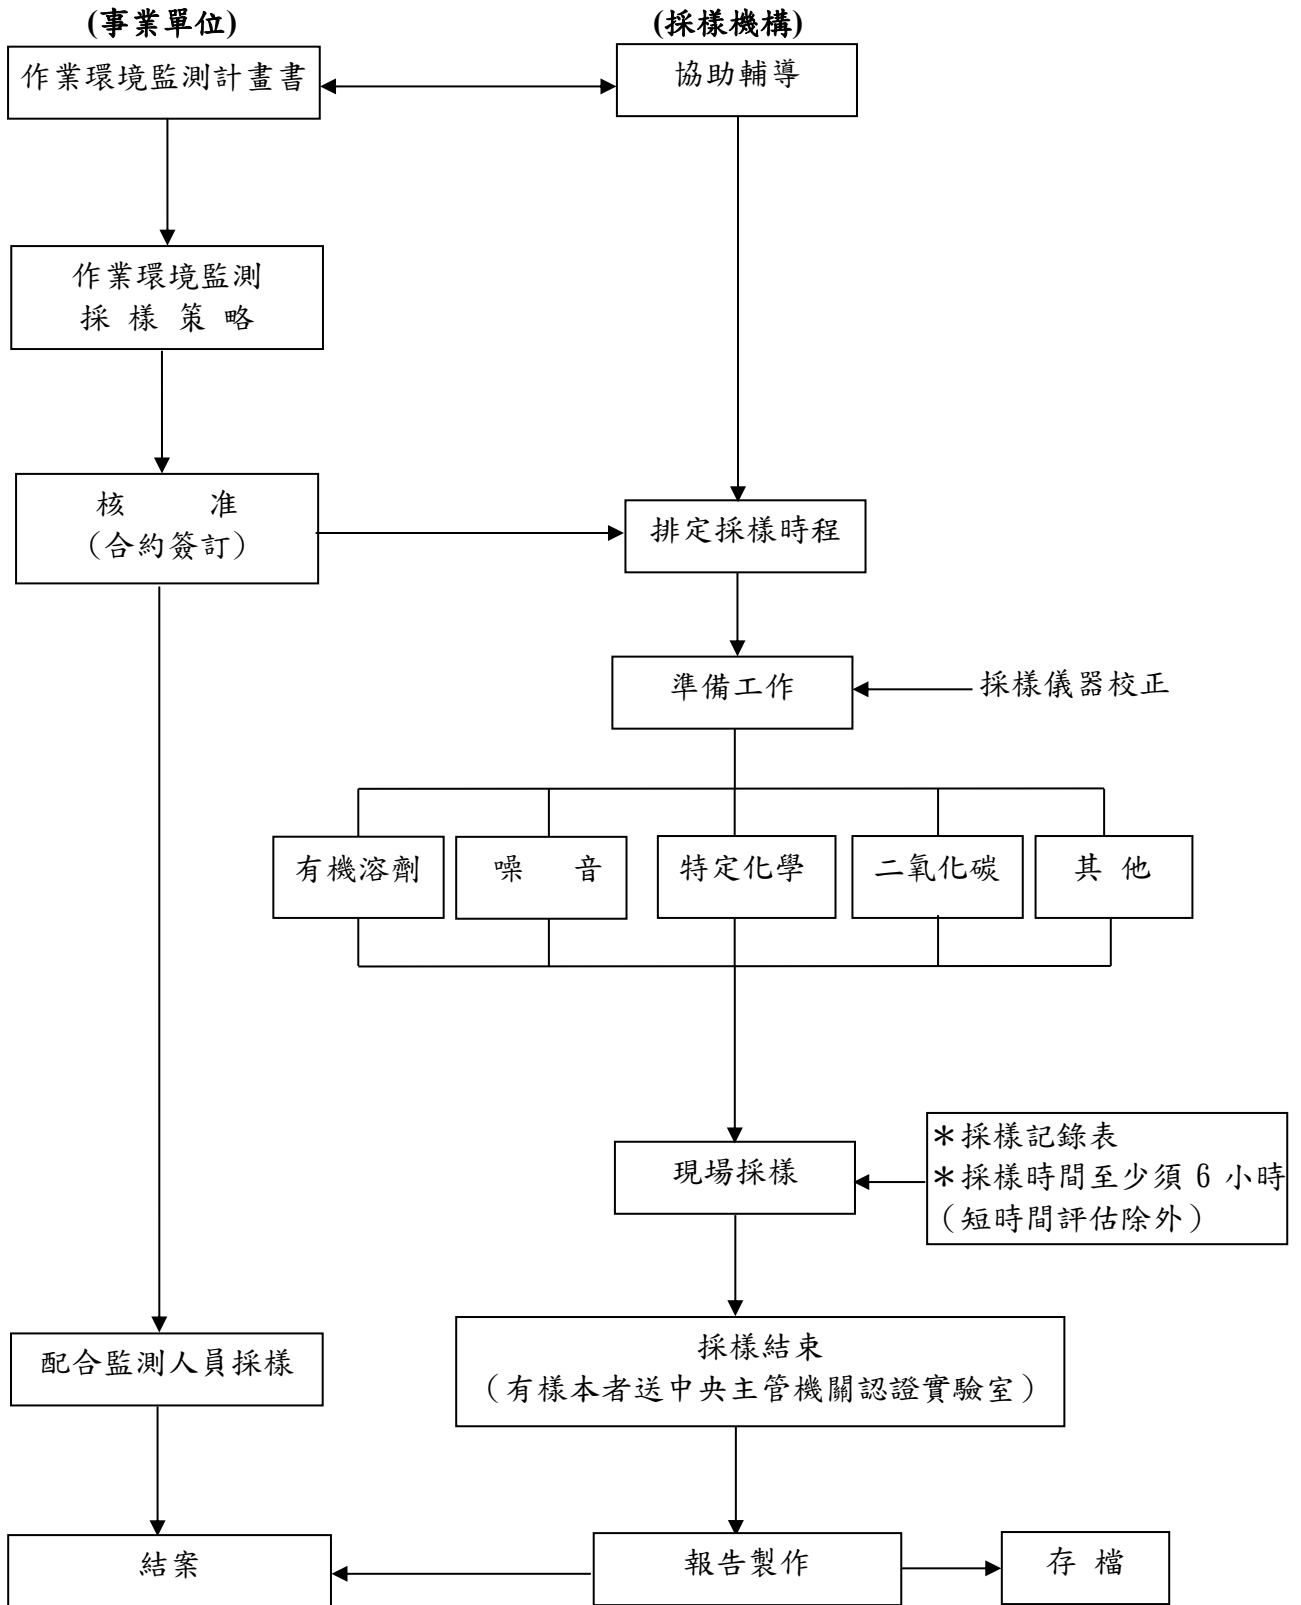 (事業單位)
(採樣機構)
作業環境監測計畫書
協助輔導
作業環境監測
採樣策略
核 准
（合約簽訂）
排定採樣時程
準備工作
採樣儀器校正
有機溶劑
噪 音
特定化學
二氧化碳
其 他
現場採樣
＊採樣記錄表
＊採樣時間至少須 6 小時
（短時間評估除外）
配合監測人員採樣
採樣結束
（有樣本者送中央主管機關認證實驗室）
結案
報告製作
存 檔